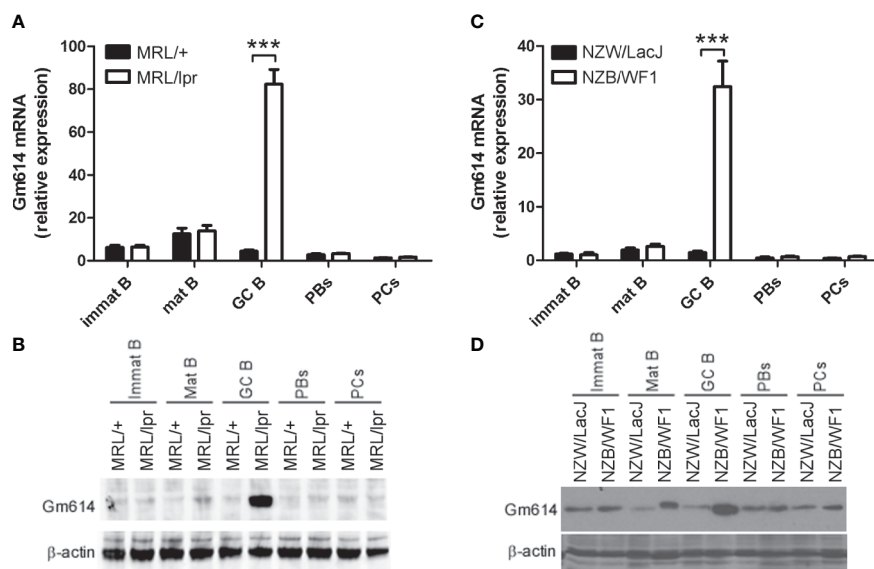 A
Gm614 mRNA
(relative expression)
100
80
60
40
20
0
MRL/+
MRL/lpr
***
immat B
mat B
GC B
PBs
PCs
C
Gm614 mRNA
(relative expression)
40
30
20
10
0
NZW/LacJ
NZB/WF1
***
immat B
mat B
GC B
PBs
PCs
B
Immat B
Mat B
GC B
PBs
PCs
MRL/+
MRL/lpr
MRL/+
MRL/lpr
MRL/+
MRL/lpr
MRL/+
MRL/lpr
MRL/+
MRL/lpr
Gm614
β-actin
D
Immat B
Mat B
GC B
PBs
PCs
NZW/LacJ
NZB/WF1
NZW/LacJ
NZB/WF1
NZW/LacJ
NZB/WF1
NZW/LacJ
NZB/WF1
NZW/LacJ
NZB/WF1
Gm614
β-actin